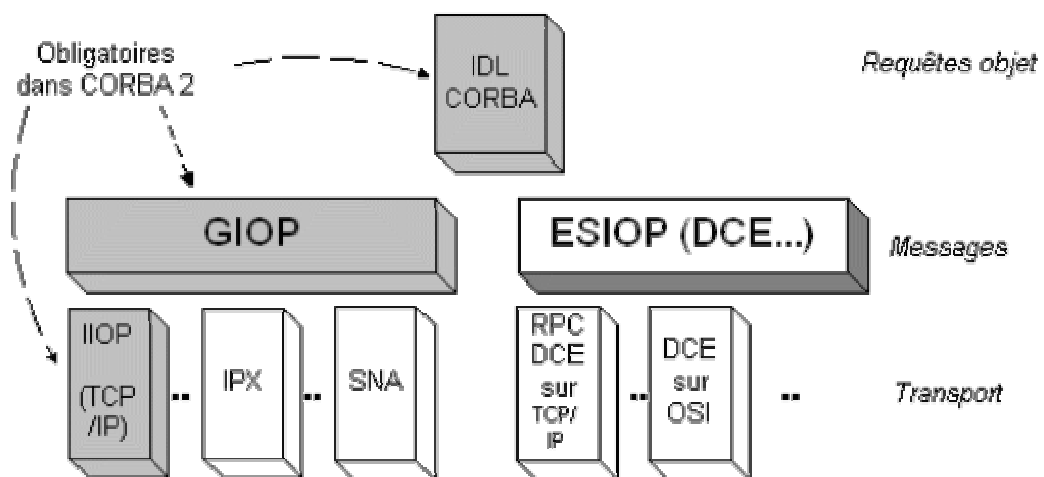 Obligatoires
dans CORBA 2
IDL
CORBA
Requêtes objet
GIOP
ESIOP (DCE...)
Messages
IIOP
(TCP
/IP)
..
IPX
..
SNA
RPC
DCE
sur
TCP/
IP
..
DCE
sur
OSI
..
Transport